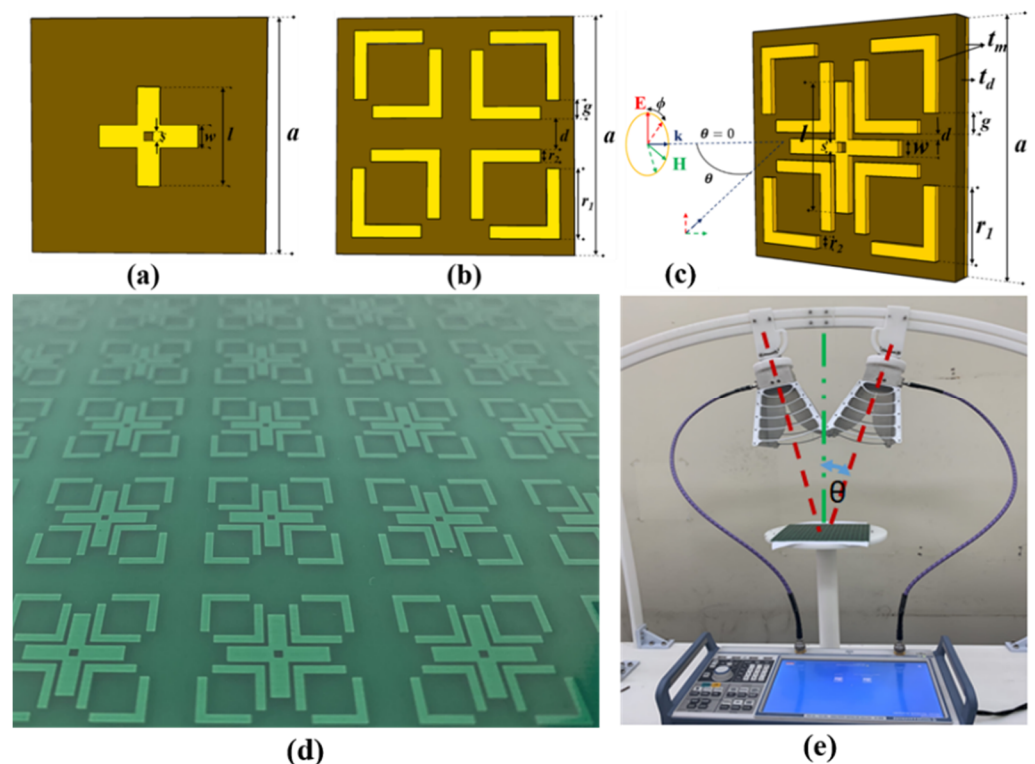 s
w
l
a
(a)
g
d
r2
r1
a
(b)
E
ϕ
k
H
θ = 0
θ
l
s
r2
tm
td
g
d
w
r1
a
(c)
(d)
θ
(e)